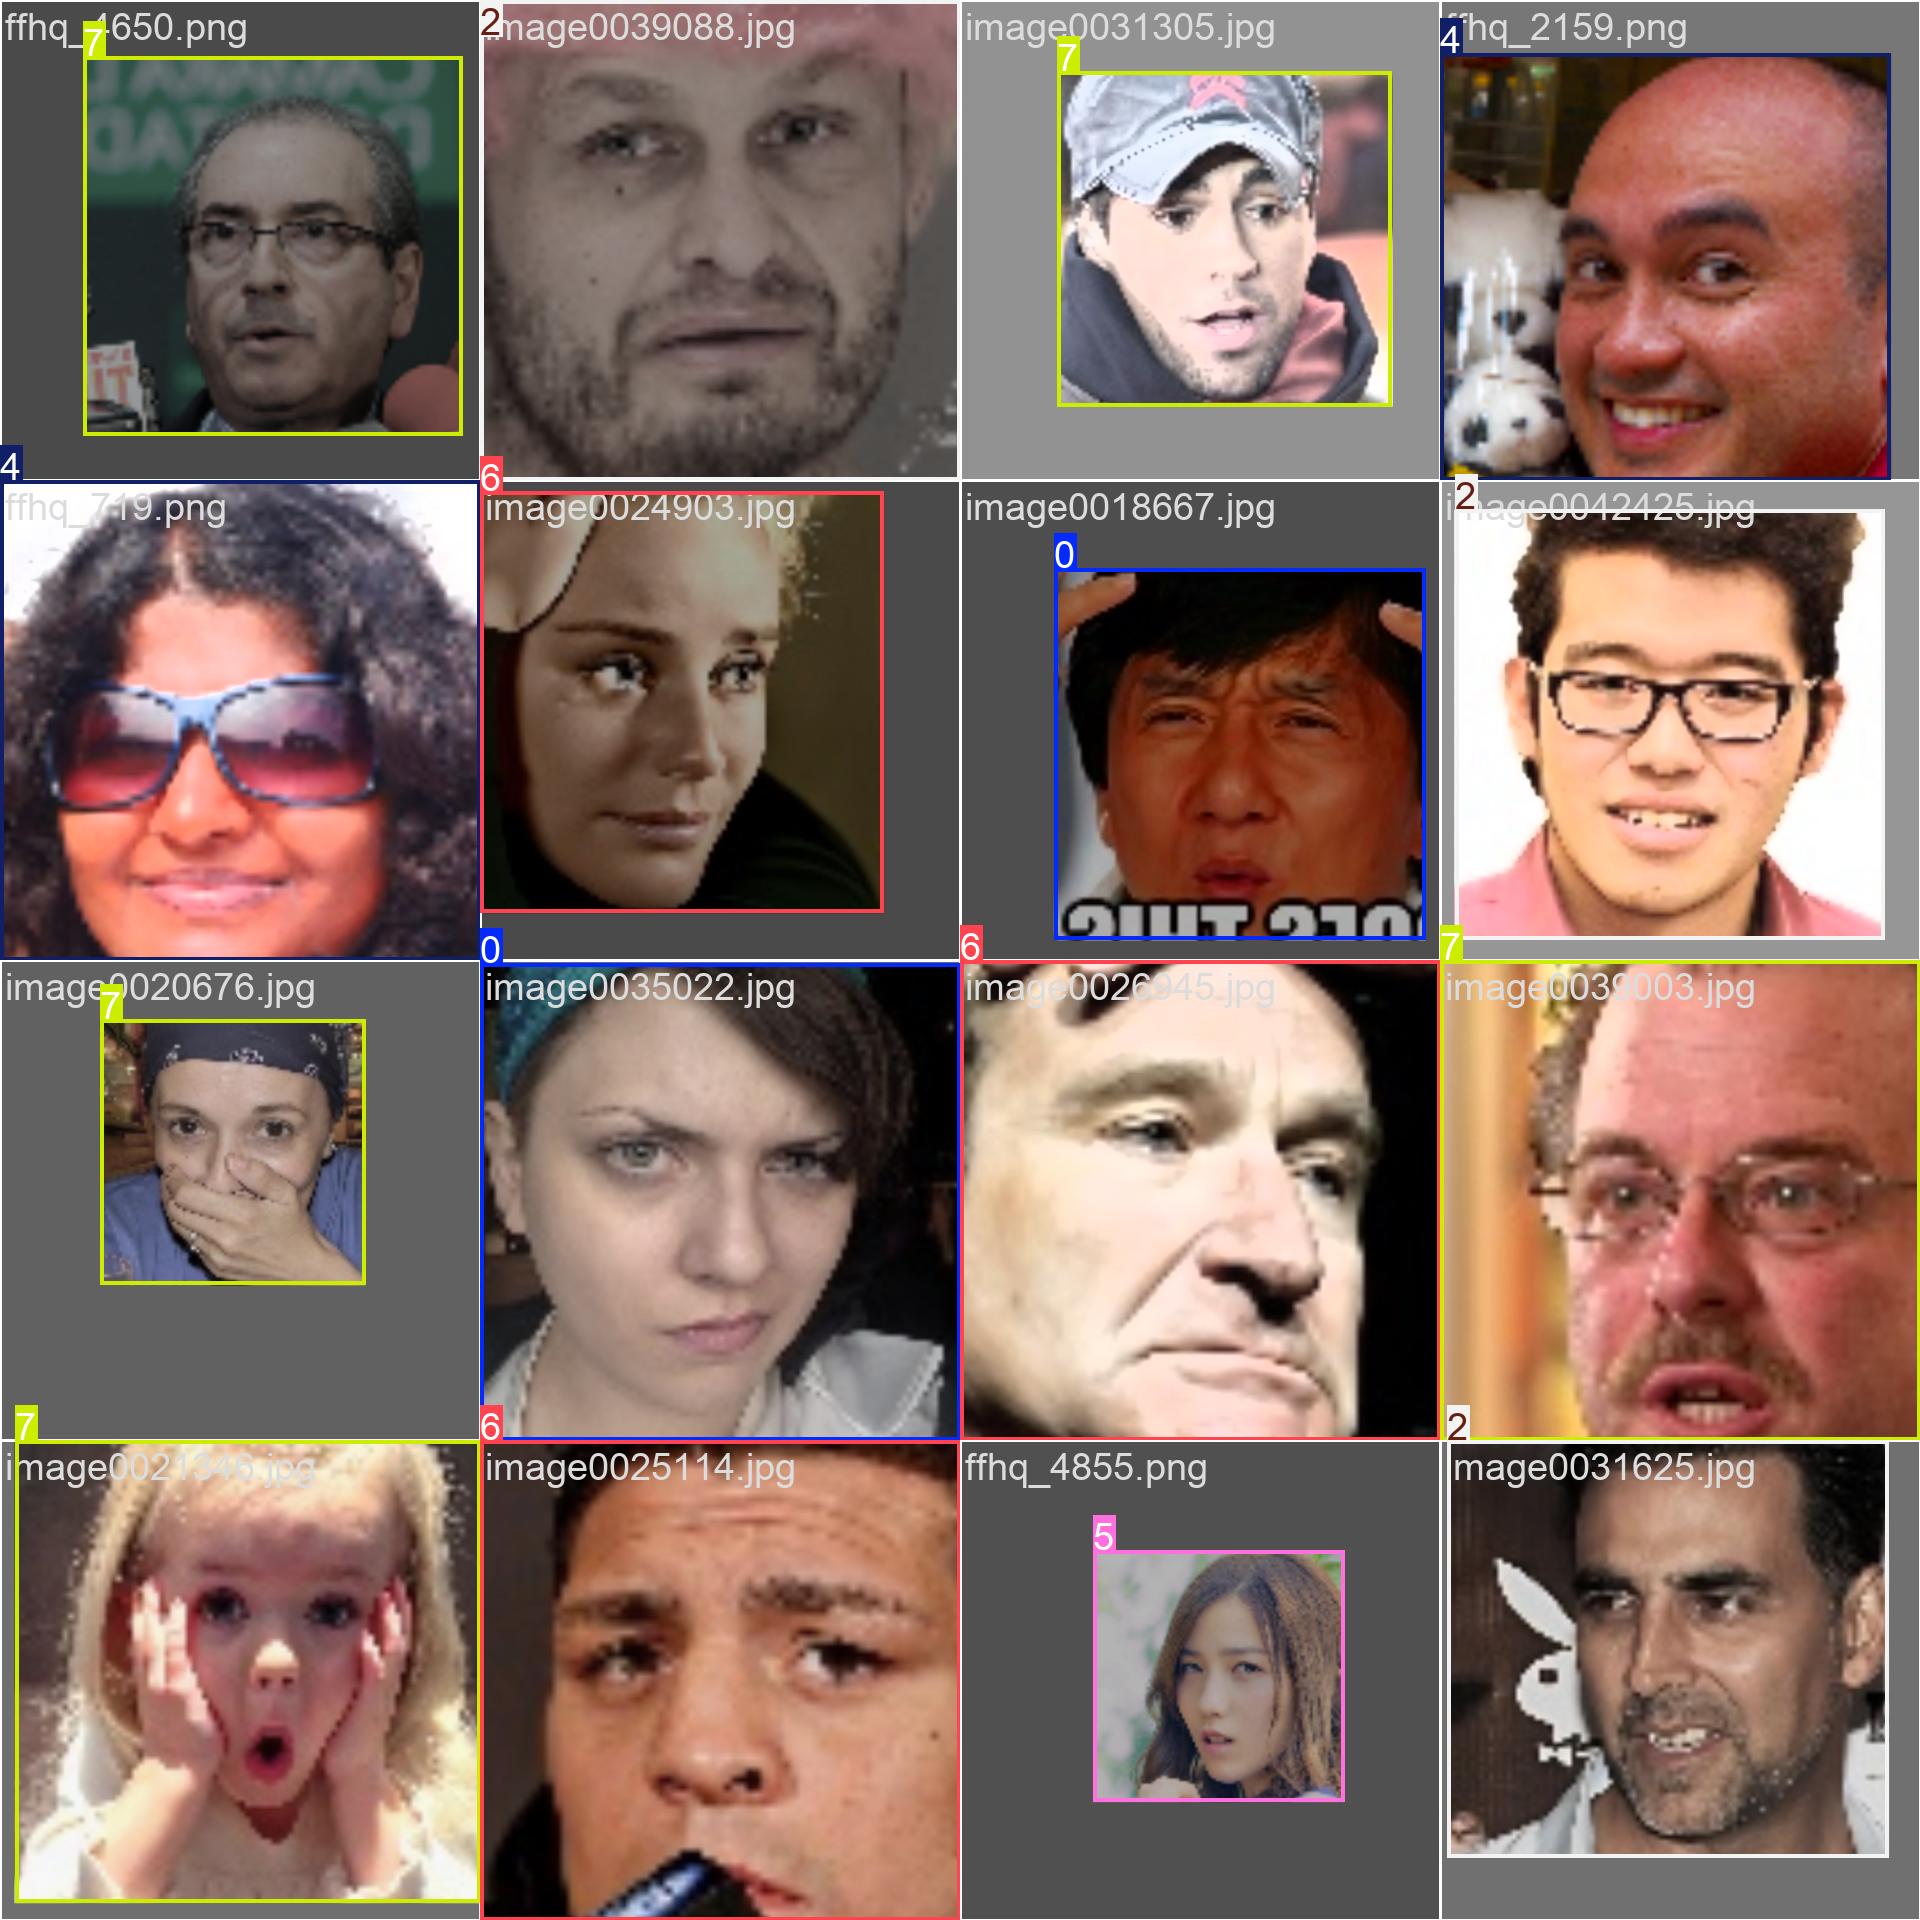 ffhq_4650.png
7
2
image0039088.jpg
image0031305.jpg
7
4
ffhq_2159.png
4
ffhq_719.png
6
image0024903.jpg
image0018667.jpg
0
2
image0042425.jpg
image0020676.jpg
7
0
image0035022.jpg
6
image0026945.jpg
7
image0039003.jpg
7
image0021346.jpg
6
image0025114.jpg
ffhq_4855.png
5
2
mage0031625.jpg